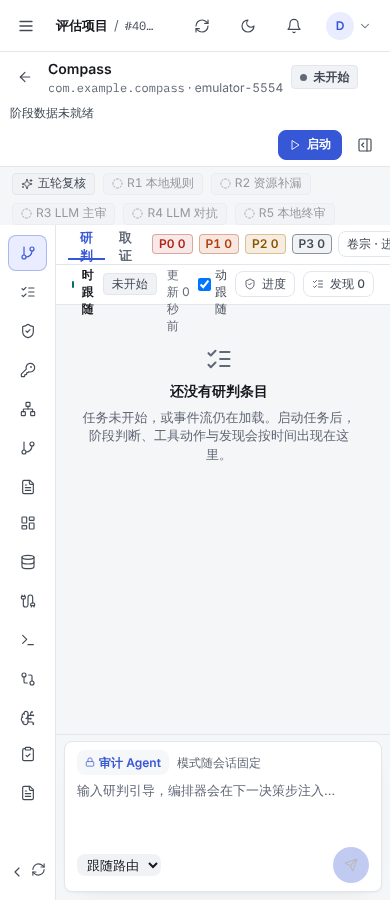 评估项目 / #40…
D
Compass
com.example.compass · emulator-5554
未开始
阶段数据未就绪
启动
五轮复核
R1 本地规则
R2 资源补漏
R3 LLM 主审
R4 LLM 对抗
R5 本地终审
研判
取证
P0 0
P1 0
P2 0
P3 0
卷宗 · 进
时跟随
未开始
更新 0 秒前
动跟随
进度
发现 0
还没有研判条目
任务未开始，或事件流仍在加载。启动任务后，
阶段判断、工具动作与发现会按时间出现在这
里。
审计 Agent
模式随会话固定
输入研判引导，编排器会在下一决策步注入...
跟随路由